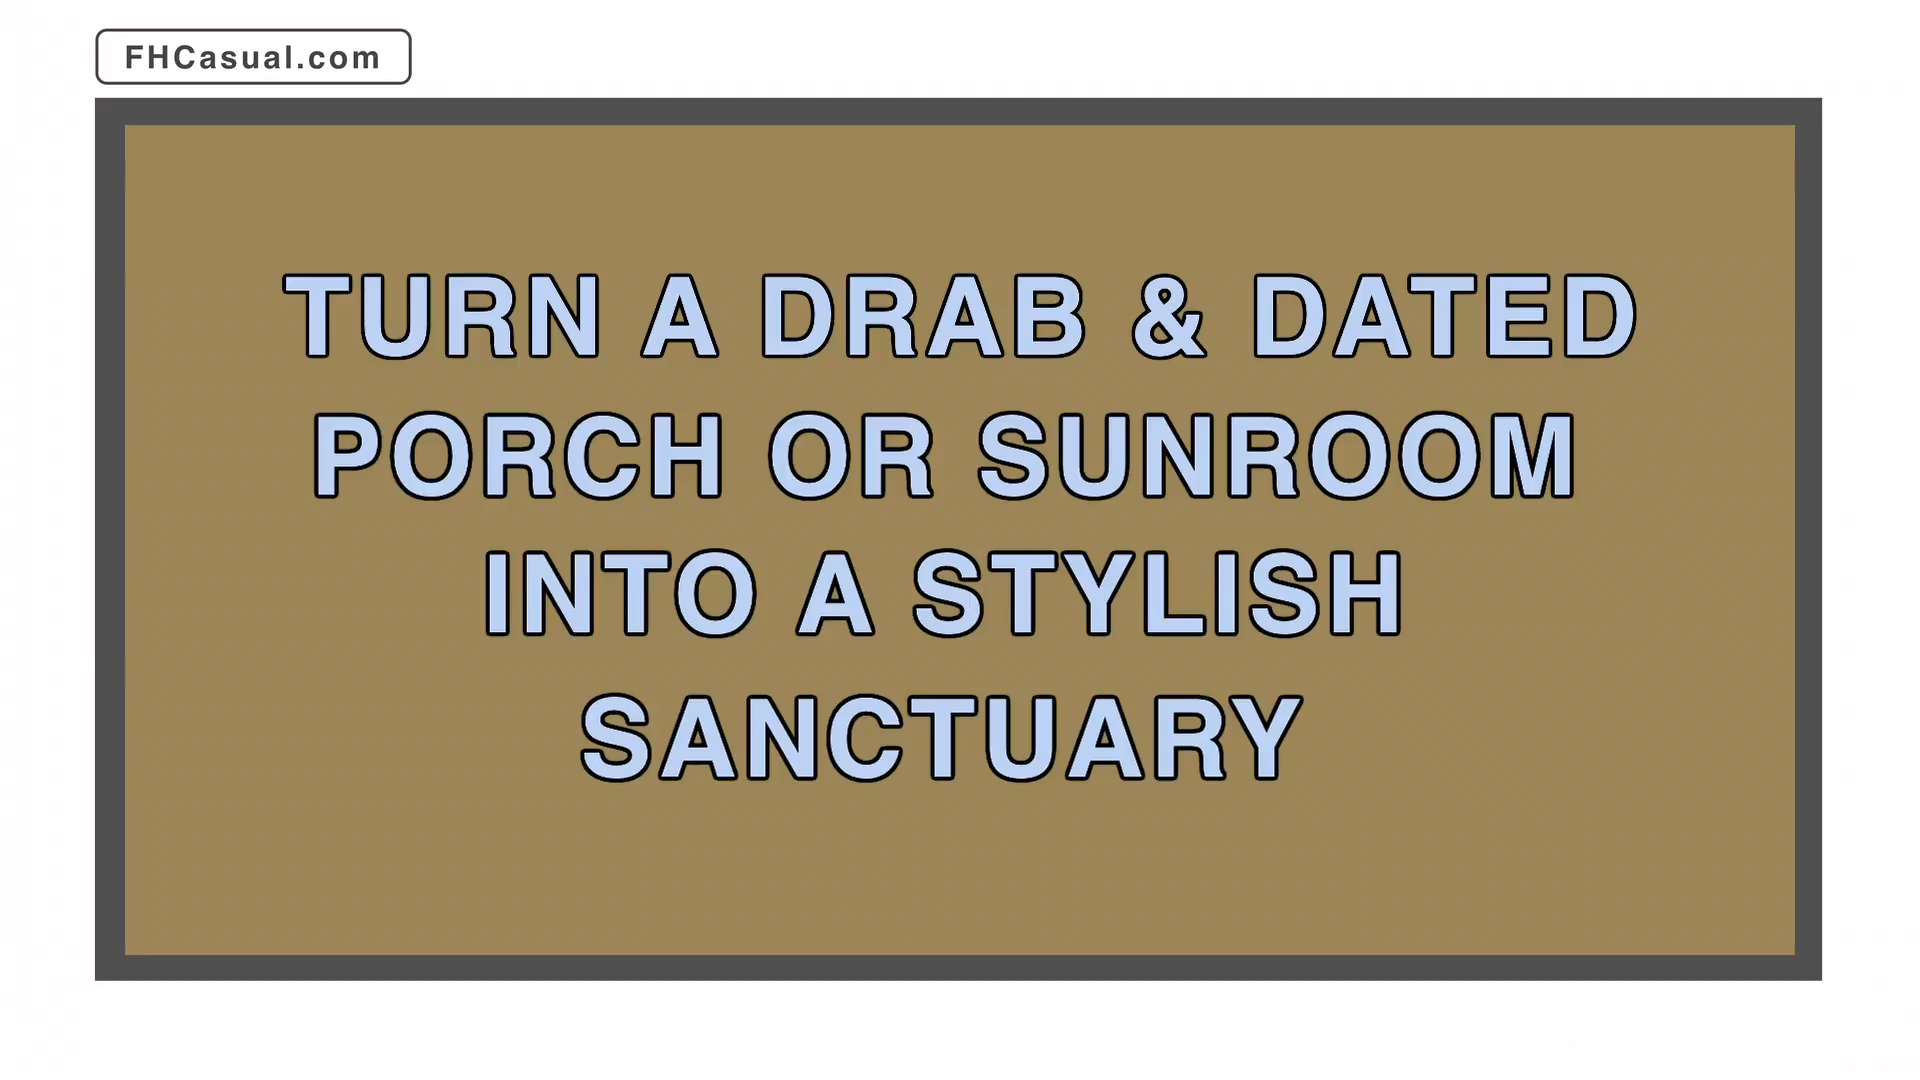 FHCasual.com
TURN A DRAB & DATED
PORCH OR SUNROOM
INTO A STYLISH
SANCTUARY